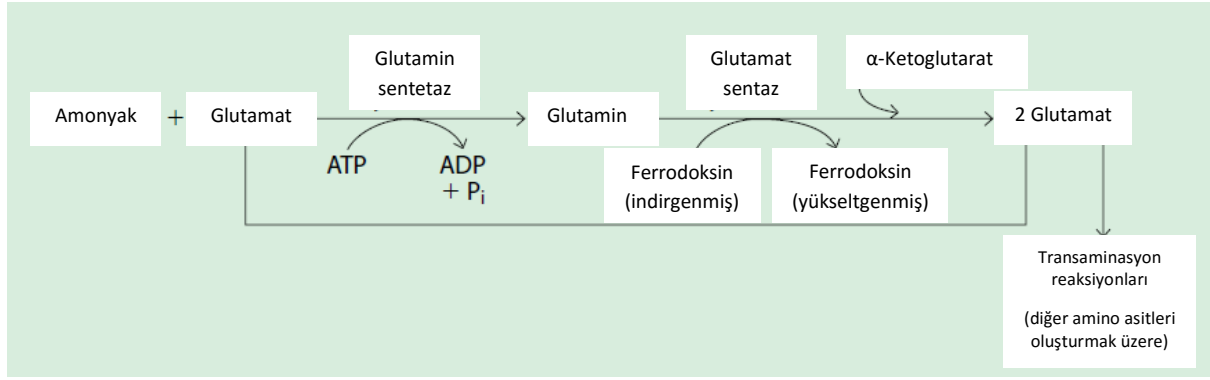 Glutamin
sentetaz
Glutamat
sentaz
α-Ketoglutarat
Amonyak
+
Glutamat
Glutamin
2 Glutamat
ATP
ADP
+ Pi
Ferrodoksin
(indirgenmiş)
Ferrodoksin
(yükseltgenmiş)
Transaminasyon
reaksiyonları
(diğer amino asitleri
oluşturmak üzere)